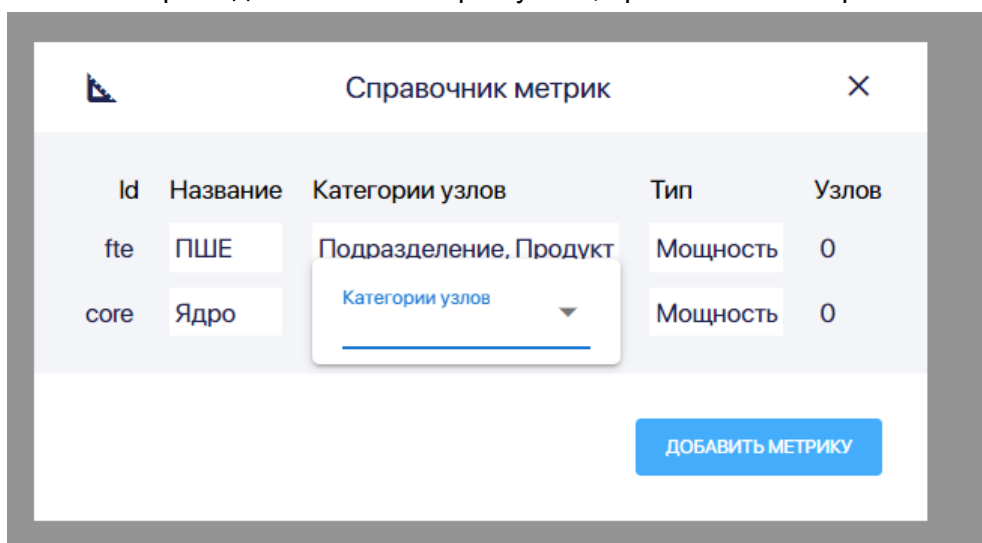 Справочник метрик
Id Название Категории узлов Тип Узлов
fte ПШЕ Подразделение, Продукт Мощность 0
Категории узлов
core Ядро Мощность 0
ДОБАВИТЬ МЕТРИКУ